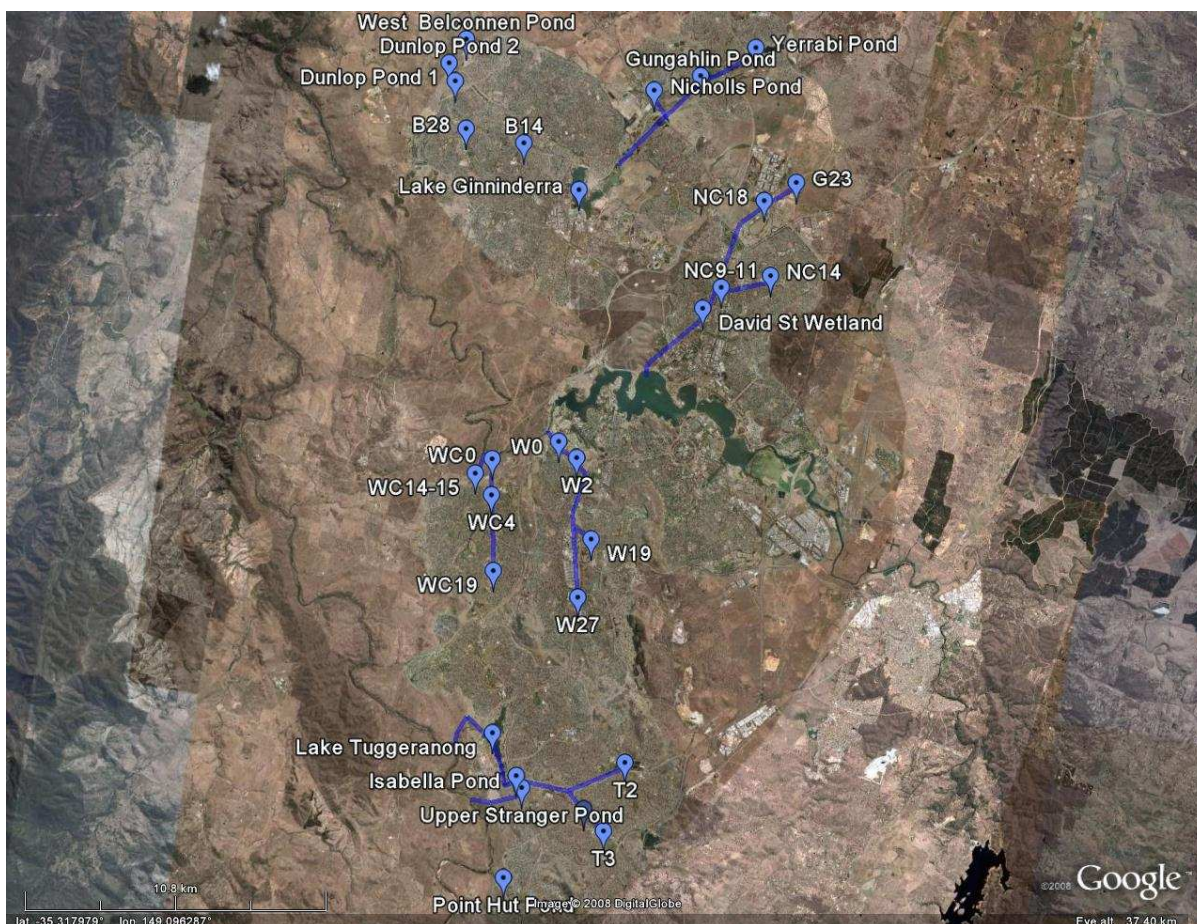 West Belconnen Pond
Dunlop Pond 2
Dunlop Pond 1
Yerrabi Pond
Gungahlin Pond
Nicholls Pond
B28
B14
Lake Ginninderra
G23
NC18
NC9-11
NC14
David St Wetland
W0
WC0
W2
WC14-15
WC4
W19
WC19
W27
Lake Tuggeranong
Isabella Pond
T2
Upper Stranger Pond
T3
Point Hut Pond
10.8 km
Image © 2008 DigitalGlobe
©2008 Google™
lat -35.317979° lon 149.096287°
Eye alt 37.40 km